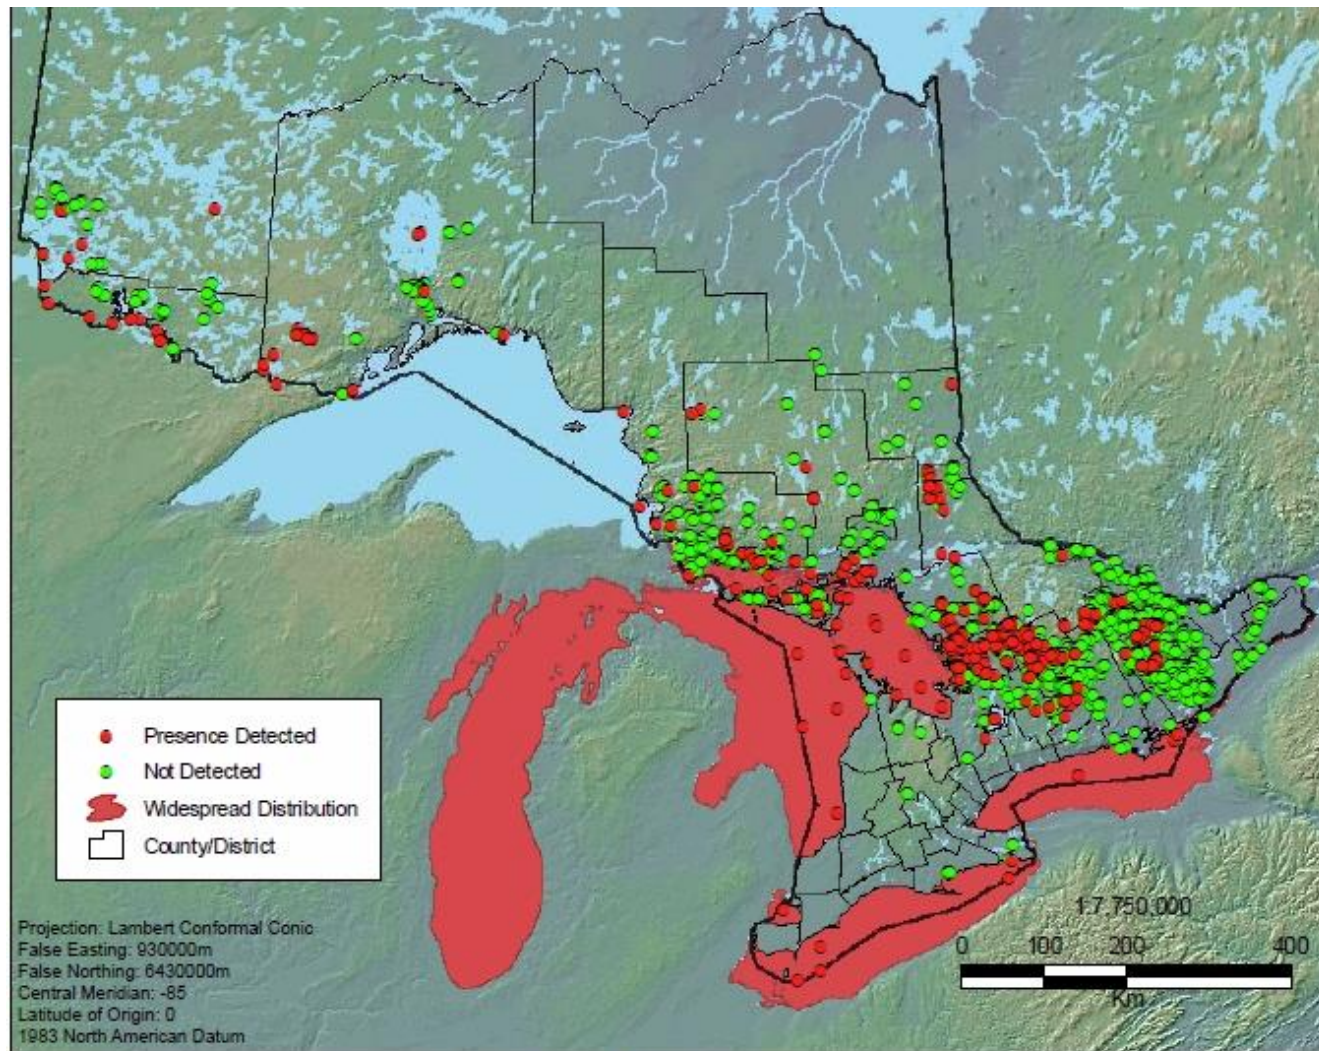 Presence Detected
Not Detected
Widespread Distribution
County/District
Projection: Lambert Conformal Conic
False Easting: 930000m
False Northing: 6430000m
Central Meridian: -85
Latitude of Origin: 0
1983 North American Datum
1:7,750,000
0 100 200 400
Km